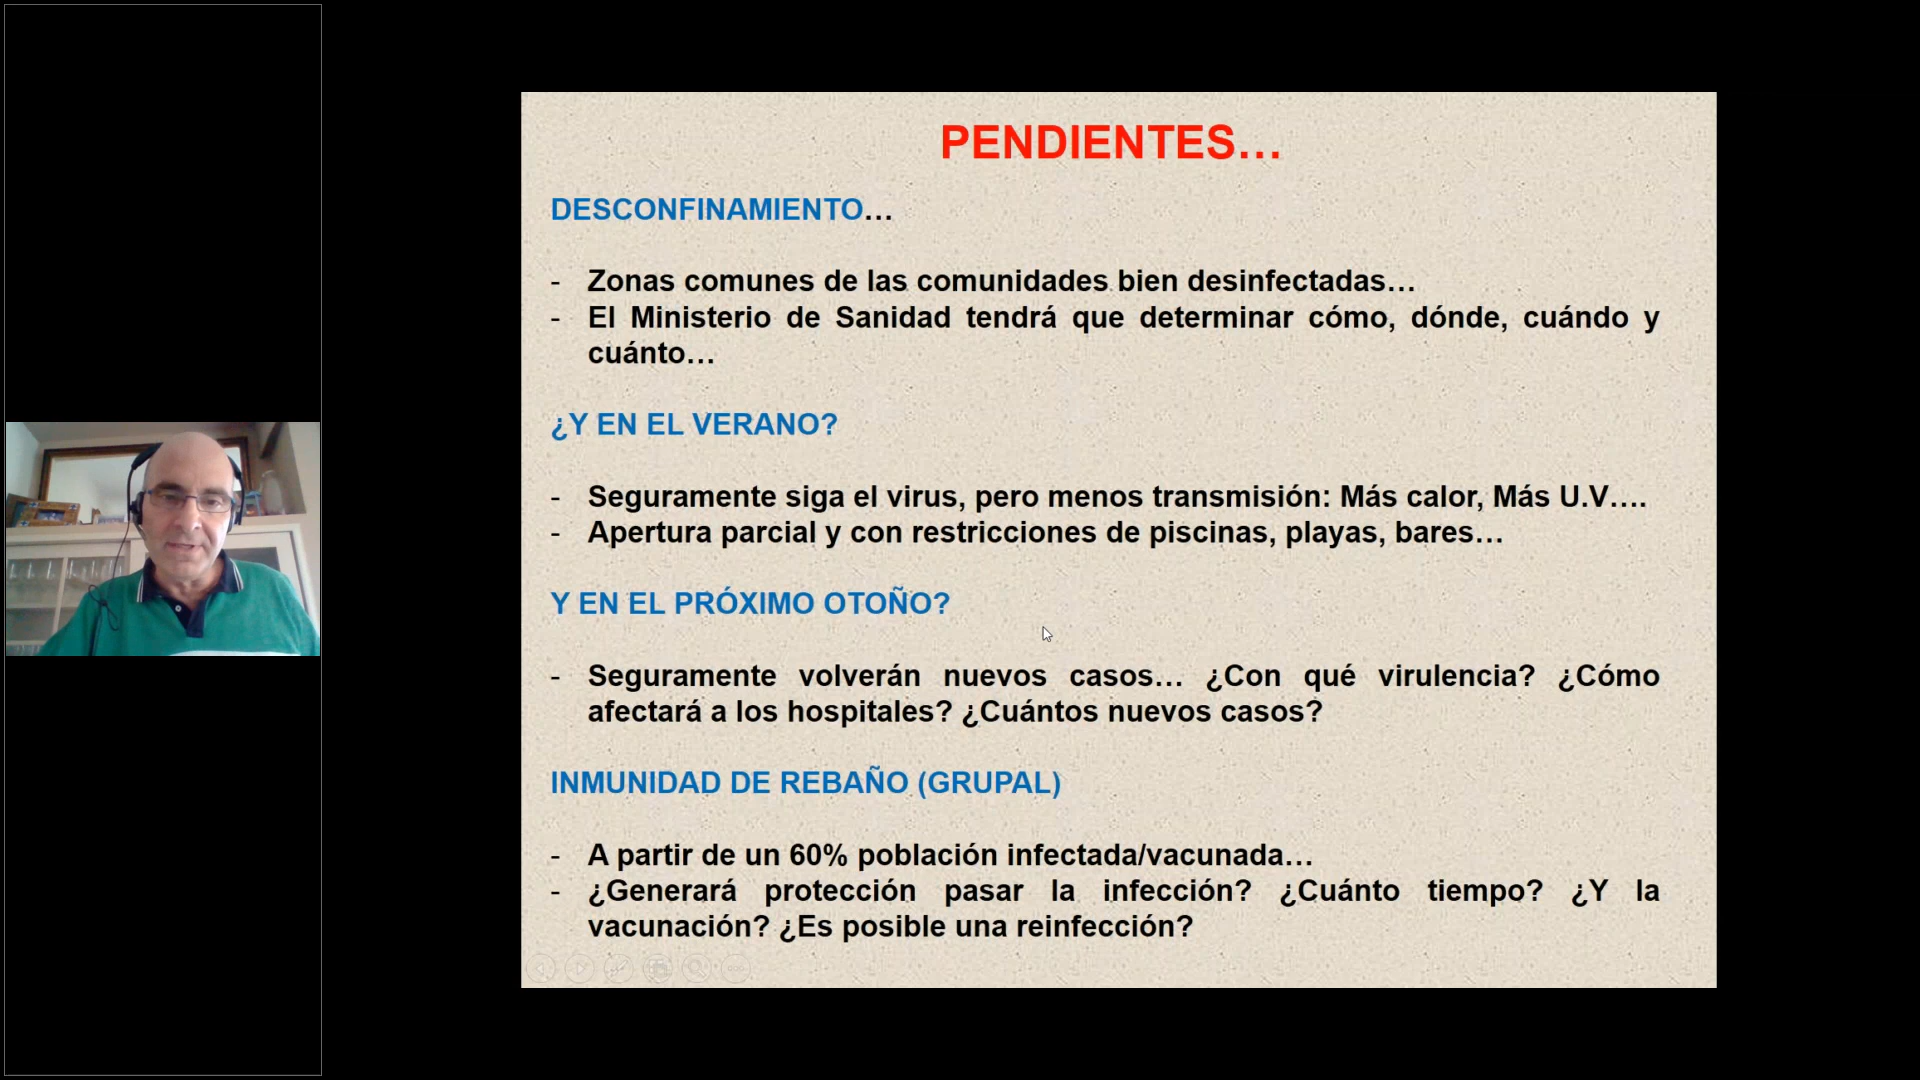 PENDIENTES…
DESCONFINAMIENTO…
- Zonas comunes de las comunidades bien desinfectadas…
- El Ministerio de Sanidad tendrá que determinar cómo, dónde, cuándo y
cuánto…
¿Y EN EL VERANO?
- Seguramente siga el virus, pero menos transmisión: Más calor, Más U.V….
- Apertura parcial y con restricciones de piscinas, playas, bares…
Y EN EL PRÓXIMO OTOÑO?
- Seguramente volverán nuevos casos… ¿Con qué virulencia? ¿Cómo
afectará a los hospitales? ¿Cuántos nuevos casos?
INMUNIDAD DE REBAÑO (GRUPAL)
- A partir de un 60% población infectada/vacunada…
- ¿Generará protección pasar la infección? ¿Cuánto tiempo? ¿Y la
vacunación? ¿Es posible una reinfección?